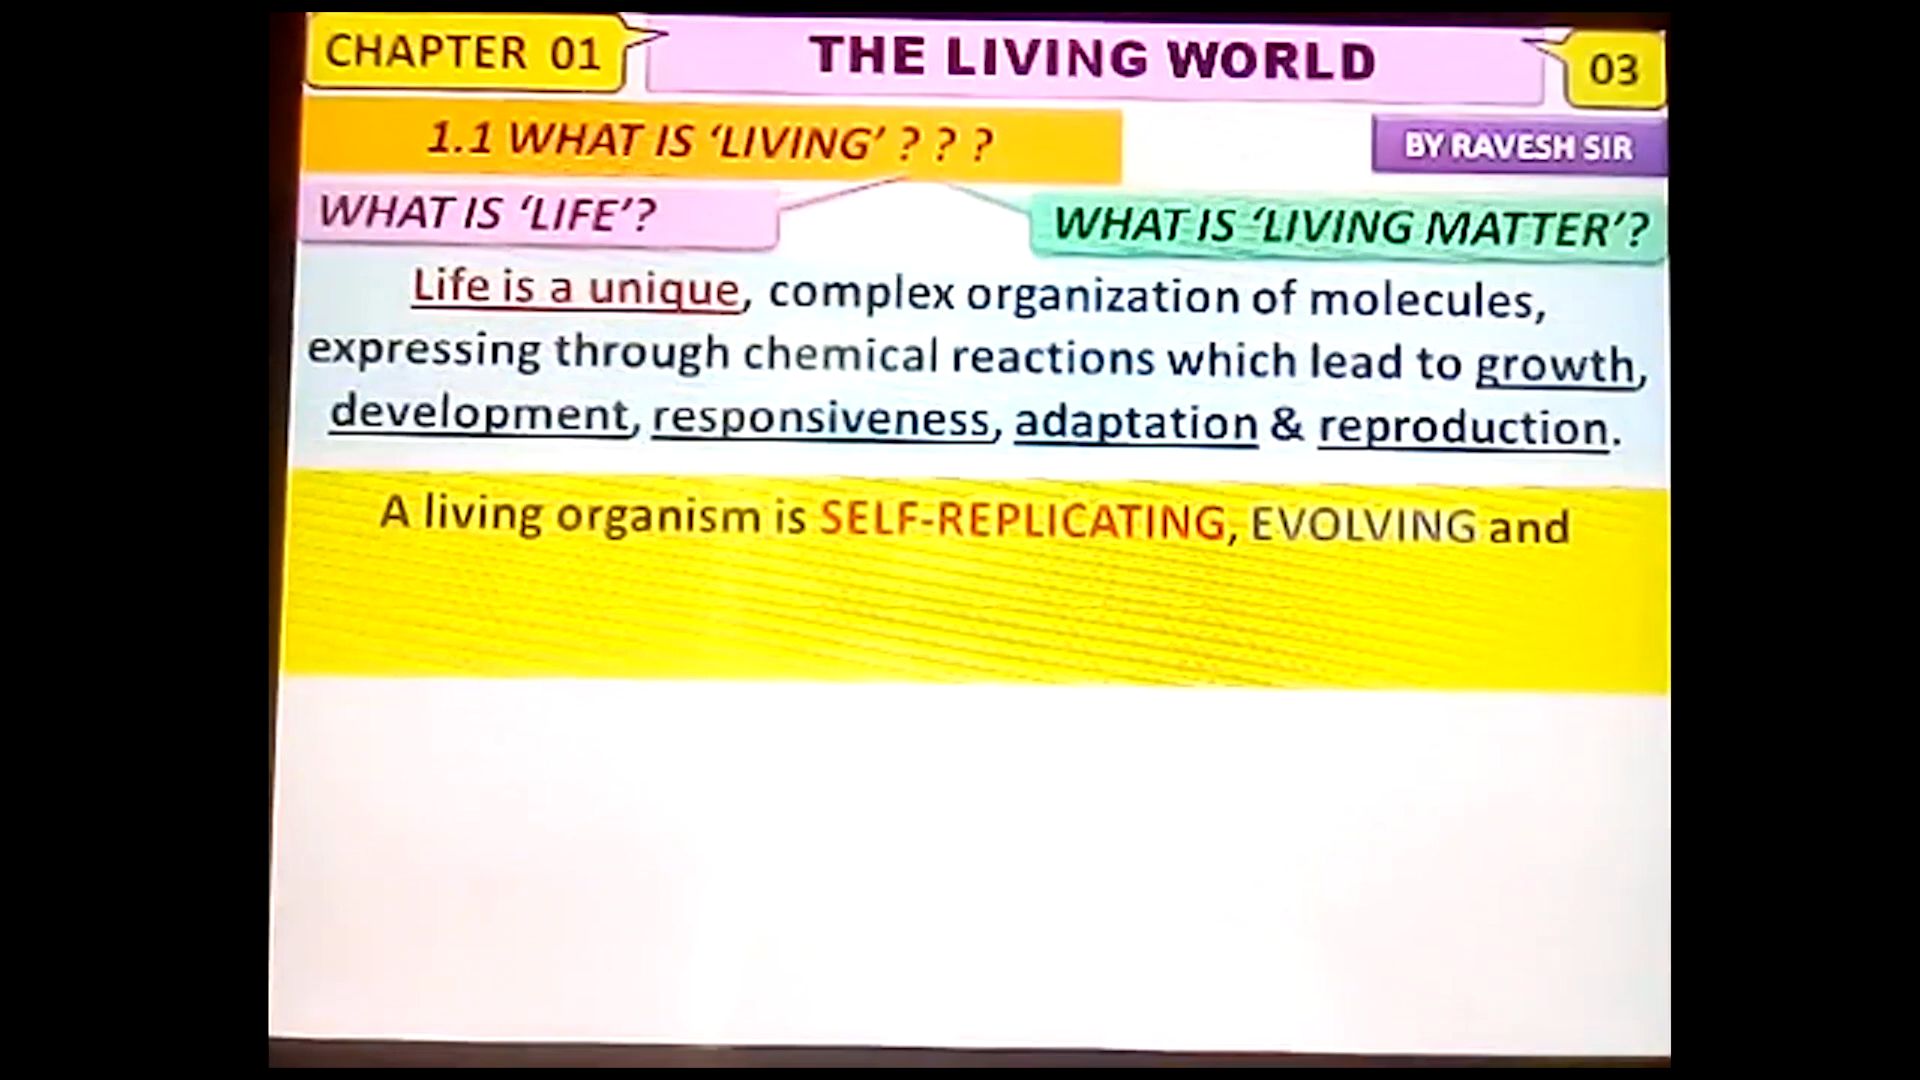 CHAPTER 01
THE LIVING WORLD
03
1.1 WHAT IS ‘LIVING’ ? ? ?
BY RAVESH SIR
WHAT IS ‘LIFE’?
WHAT IS ‘LIVING MATTER’?
Life is a unique, complex organization of molecules,
expressing through chemical reactions which lead to growth,
development, responsiveness, adaptation & reproduction.
A living organism is SELF-REPLICATING, EVOLVING and